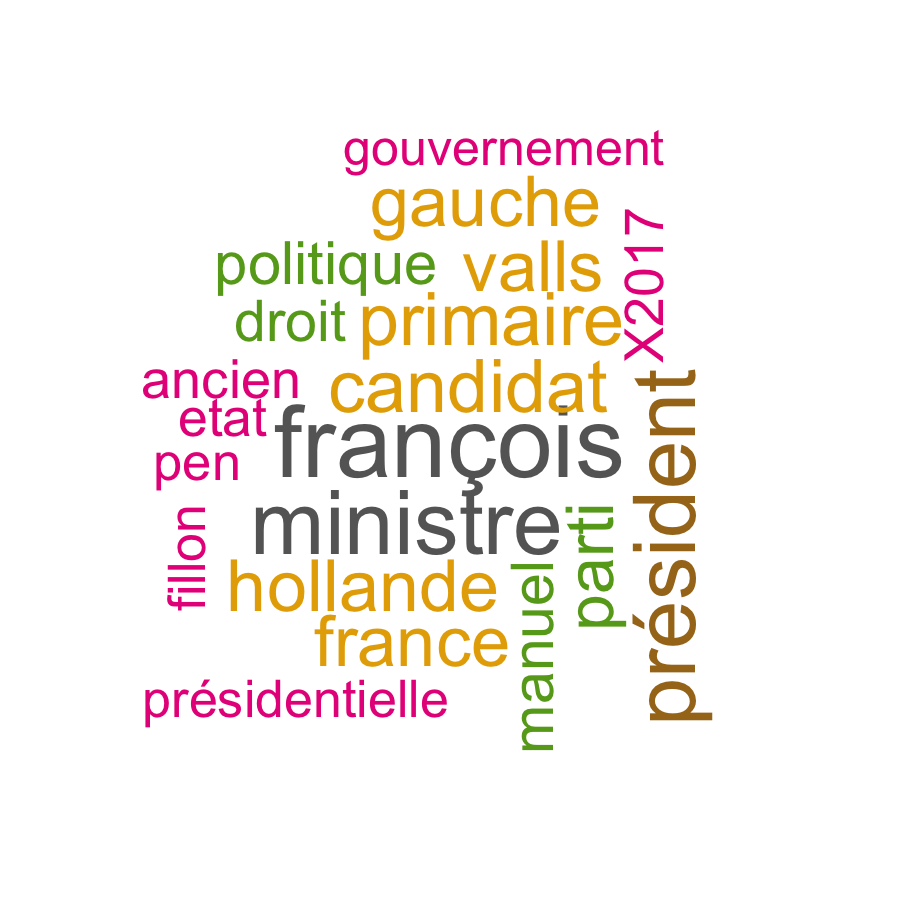 gouvernement
gauche
X2017
politique
valls
droit
primaire
ancien
candidat
président
etat
françois
pen
ministre
parti
fillon
hollande
manuel
france
présidentielle